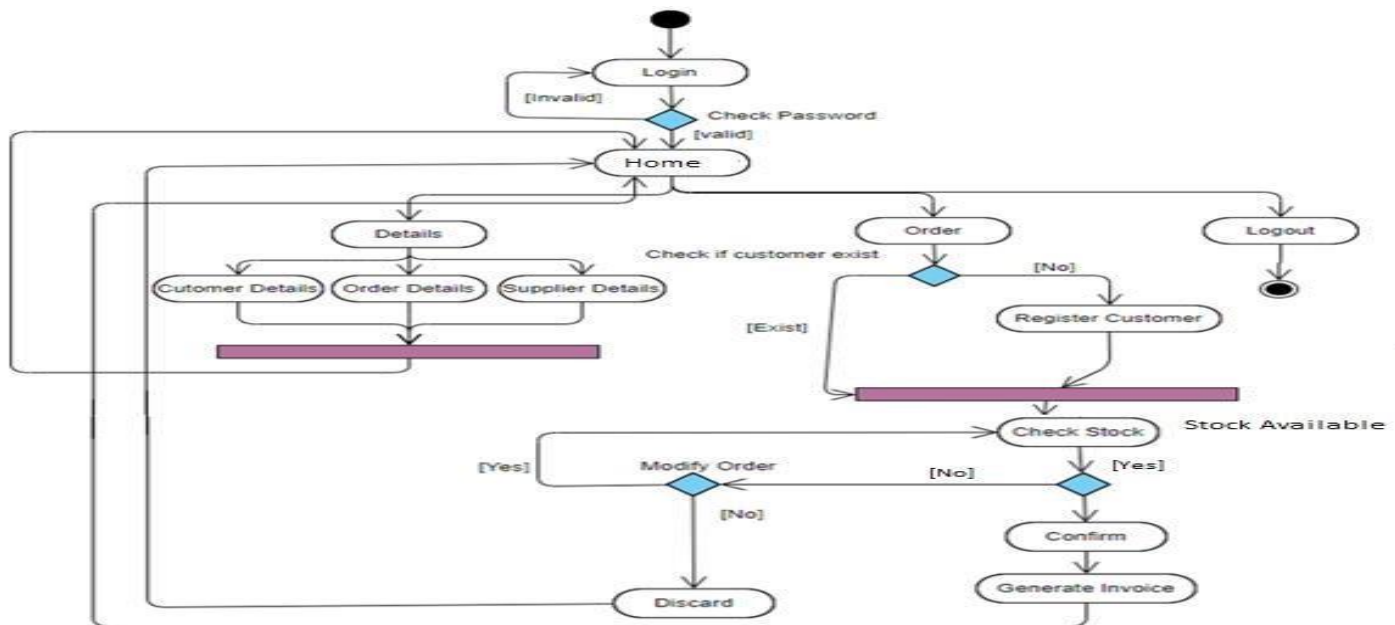 Login
[Invalid]
Check Password
[valid]
Home
Details
Order
Logout
Check if customer exist
[No]
Cutomer Details
Order Details
Supplier Details
[Exist]
Register Customer
Check Stock
Stock Available
[Yes]
Modify Order
[No]
[Yes]
[No]
Confirm
Generate Invoice
Discard